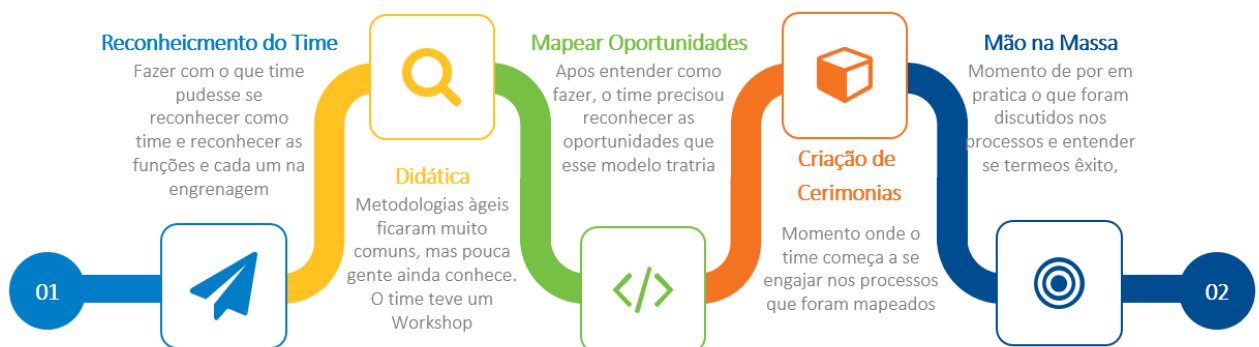 Reconheicmento do Time
Fazer com o que time
pudesse se
reconhecer como
time e reconhecer as
funções e cada um na
engrenagem
Didática
Metodologias àgeis
ficaram muito
comuns, mas pouca
gente ainda conhece.
O time teve um
Workshop
Mapear Oportunidades
Apos entender como
fazer, o time precisou
reconhecer as
oportunidades que
esse modelo tratria
Criação de
Cerimonias
Momento onde o
time começa a se
engajar nos processos
que foram mapeados
Mão na Massa
Momento de por em
pratica o que foram
discutidos nos
processos e entender
se termeos êxito,
01
</>
02